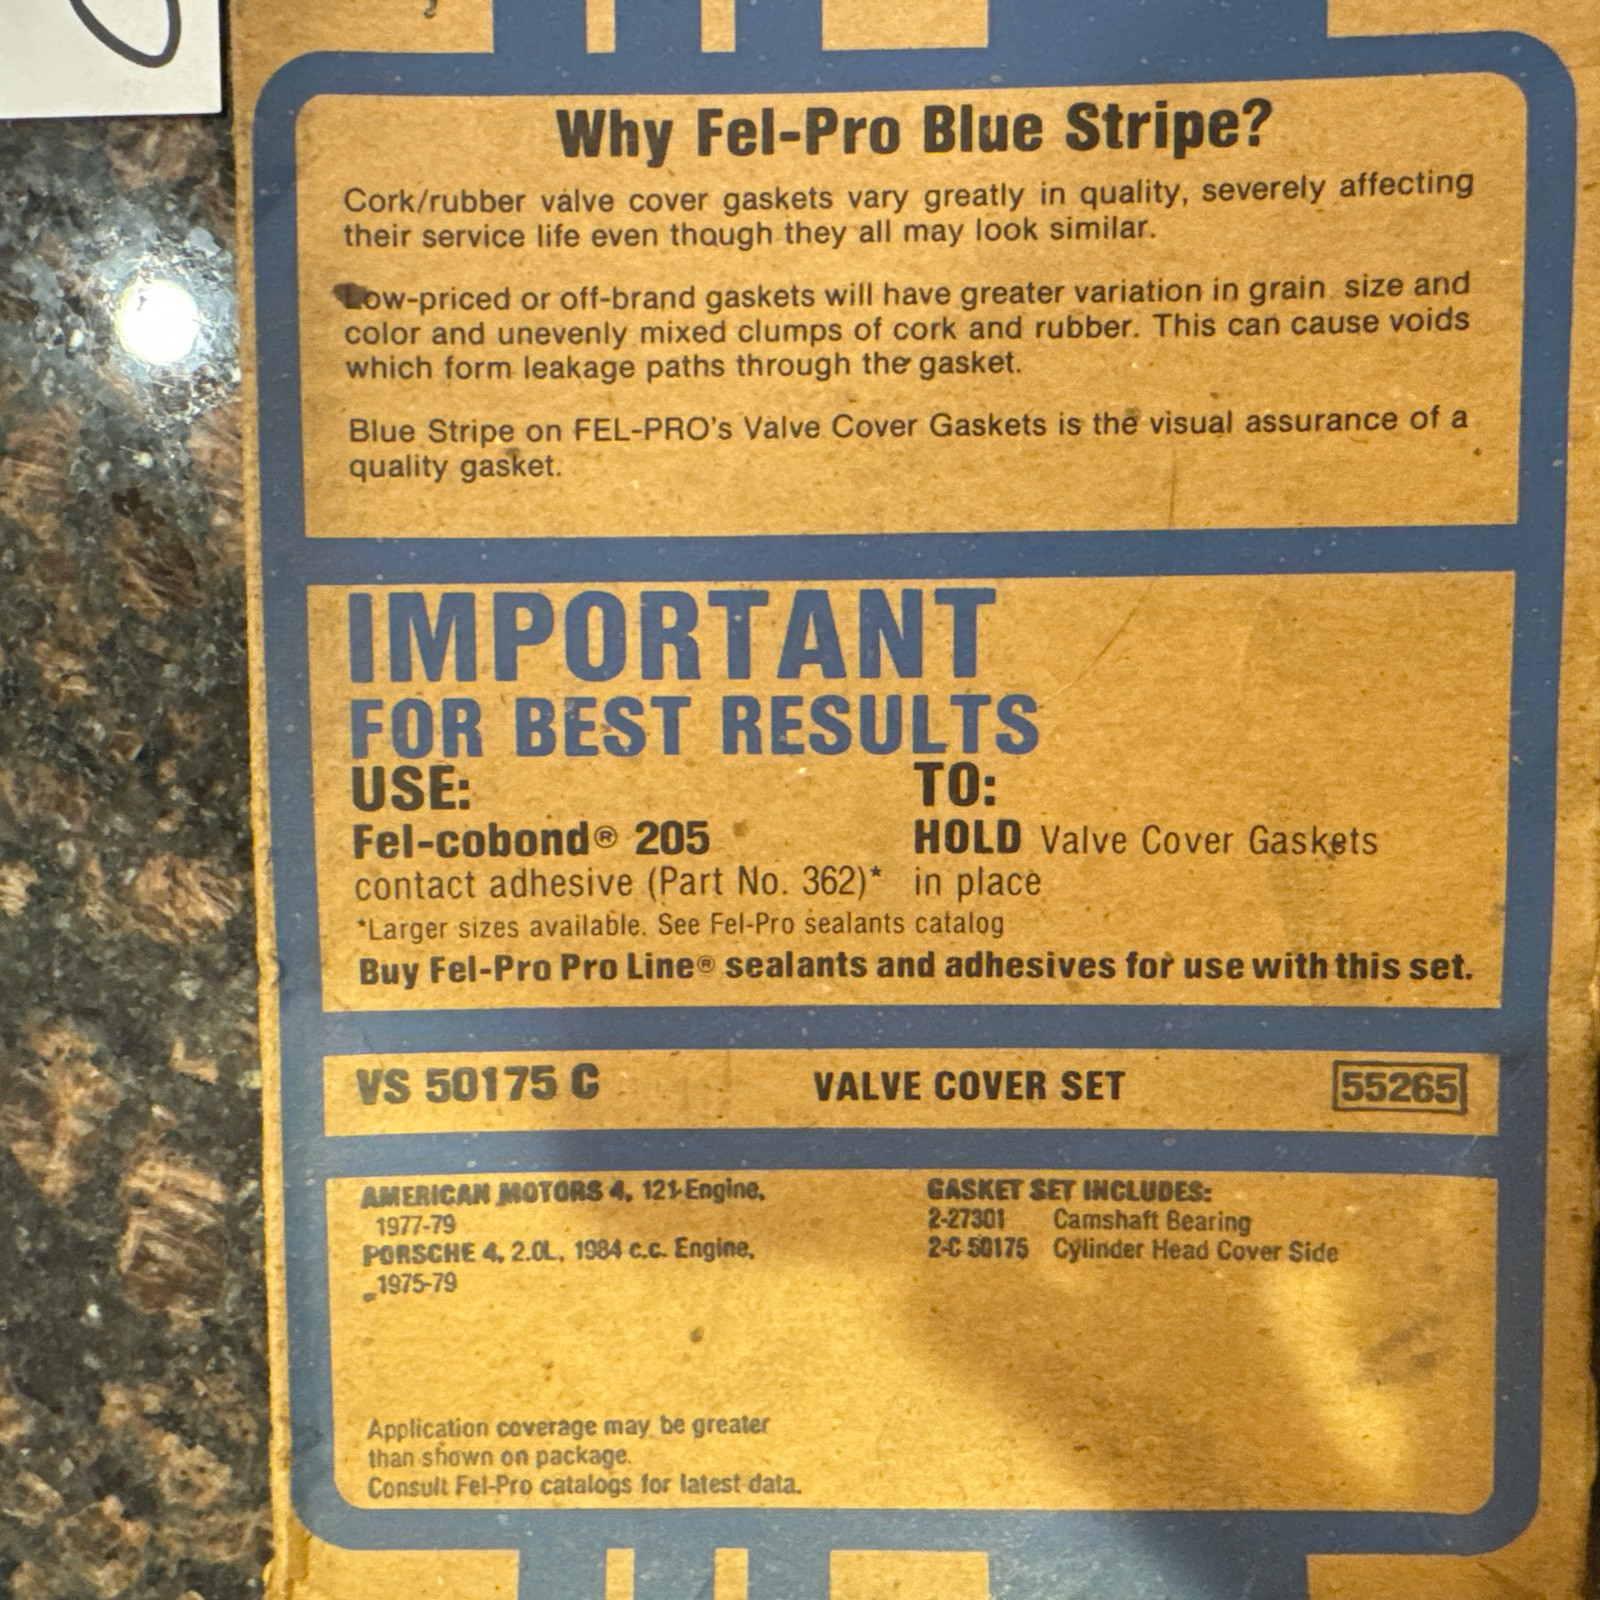 Why Fel-Pro Blue Stripe?
Cork/rubber valve cover gaskets vary greatly in quality, severely affecting
their service life even though they all may look similar.
Low-priced or off-brand gaskets will have greater variation in grain size and
color and unevenly mixed clumps of cork and rubber. This can cause voids
which form leakage paths through the gasket.
Blue Stripe on FEL-PRO's Valve Cover Gaskets is the visual assurance of a
quality gasket.
IMPORTANT
FOR BEST RESULTS
USE: TO:
Fel-cobond® 205 HOLD Valve Cover Gaskets
contact adhesive (Part No. 362)* in place
*Larger sizes available. See Fel-Pro sealants catalog
Buy Fel-Pro Pro Line® sealants and adhesives for use with this set.
VS 50175 C VALVE COVER SET 55265
AMERICAN MOTORS 4, 121 Engine,
1977-79
PORSCHE 4, 2.0L, 1984 c.c. Engine,
1975-79
GASKET SET INCLUDES:
2-27301 Camshaft Bearing
2-C 50175 Cylinder Head Cover Side
Application coverage may be greater
than shown on package.
Consult Fel-Pro catalogs for latest data.